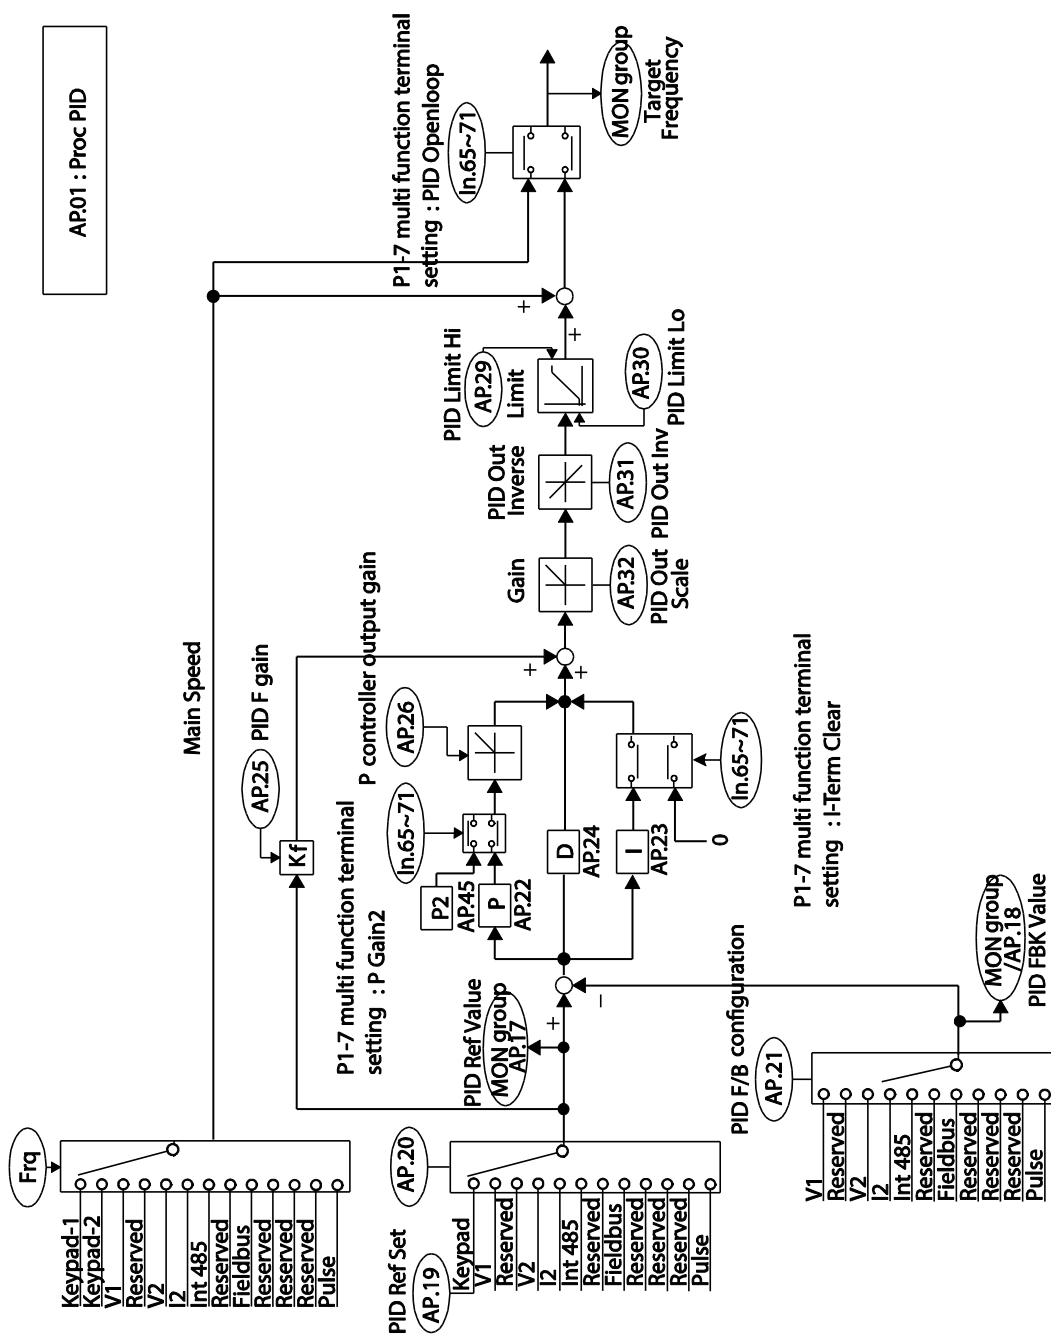 AP.01 : Proc PID
Frq
Keypad-1
Keypad-2
V1
Reserved
V2
I2
Int 485
Reserved
Fieldbus
Reserved
Reserved
Reserved
Pulse
Main Speed
AP.25
PID F gain
Kf
P1-7 multi function terminal
setting : PID Openloop
In.65~71
MON group
Target
Frequency
+
+
PID Limit Hi
AP.29
Limit
AP.30
PID Limit Lo
PID Out
Inverse
AP.31
PID Out Inv
Gain
AP.32
PID Out
Scale
+
+
P controller output gain
AP.26
In.65~71
P1-7 multi function terminal
setting : P Gain2
P2
AP.45
P
AP.22
D
AP.24
I
AP.23
0
In.65~71
P1-7 multi function terminal
setting : I-Term Clear
PID Ref Value
MON group
AP.17
+
−
PID Ref Set
AP.19
AP.20
Keypad
V1
Reserved
V2
I2
Int 485
Reserved
Fieldbus
Reserved
Reserved
Reserved
Pulse
PID F/B configuration
AP.21
V1
Reserved
V2
I2
Int 485
Reserved
Fieldbus
Reserved
Reserved
Reserved
Pulse
MON group
/AP.18
PID FBK Value